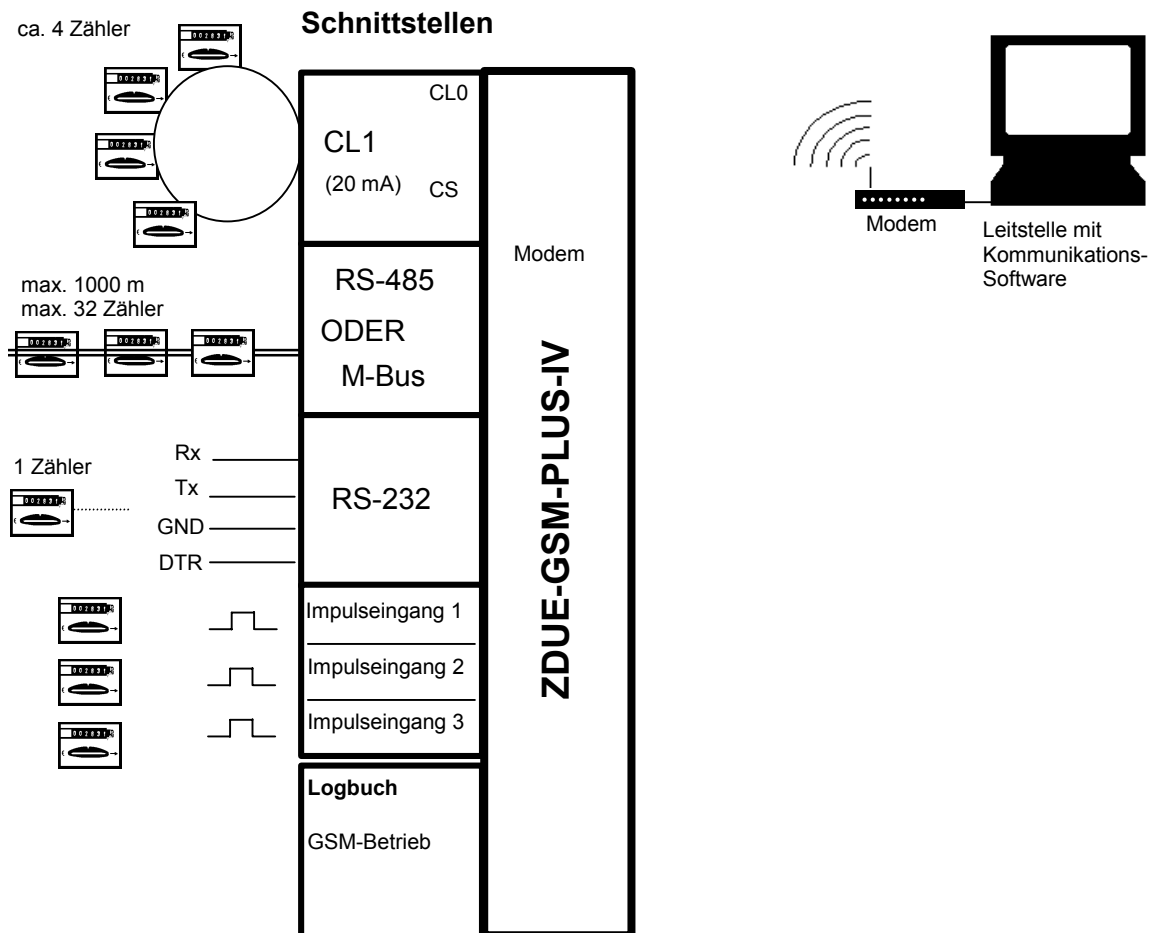 Schnittstellen
ca. 4 Zähler
CL0
CL1
(20 mA)
CS
Modem
Modem
Leitstelle mit
Kommunikations-
Software
max. 1000 m
max. 32 Zähler
RS-485
ODER
M-Bus
ZDUE-GSM-PLUS-IV
1 Zähler
Rx
Tx
GND
DTR
RS-232
Impulseingang 1
Impulseingang 2
Impulseingang 3
Logbuch
GSM-Betrieb